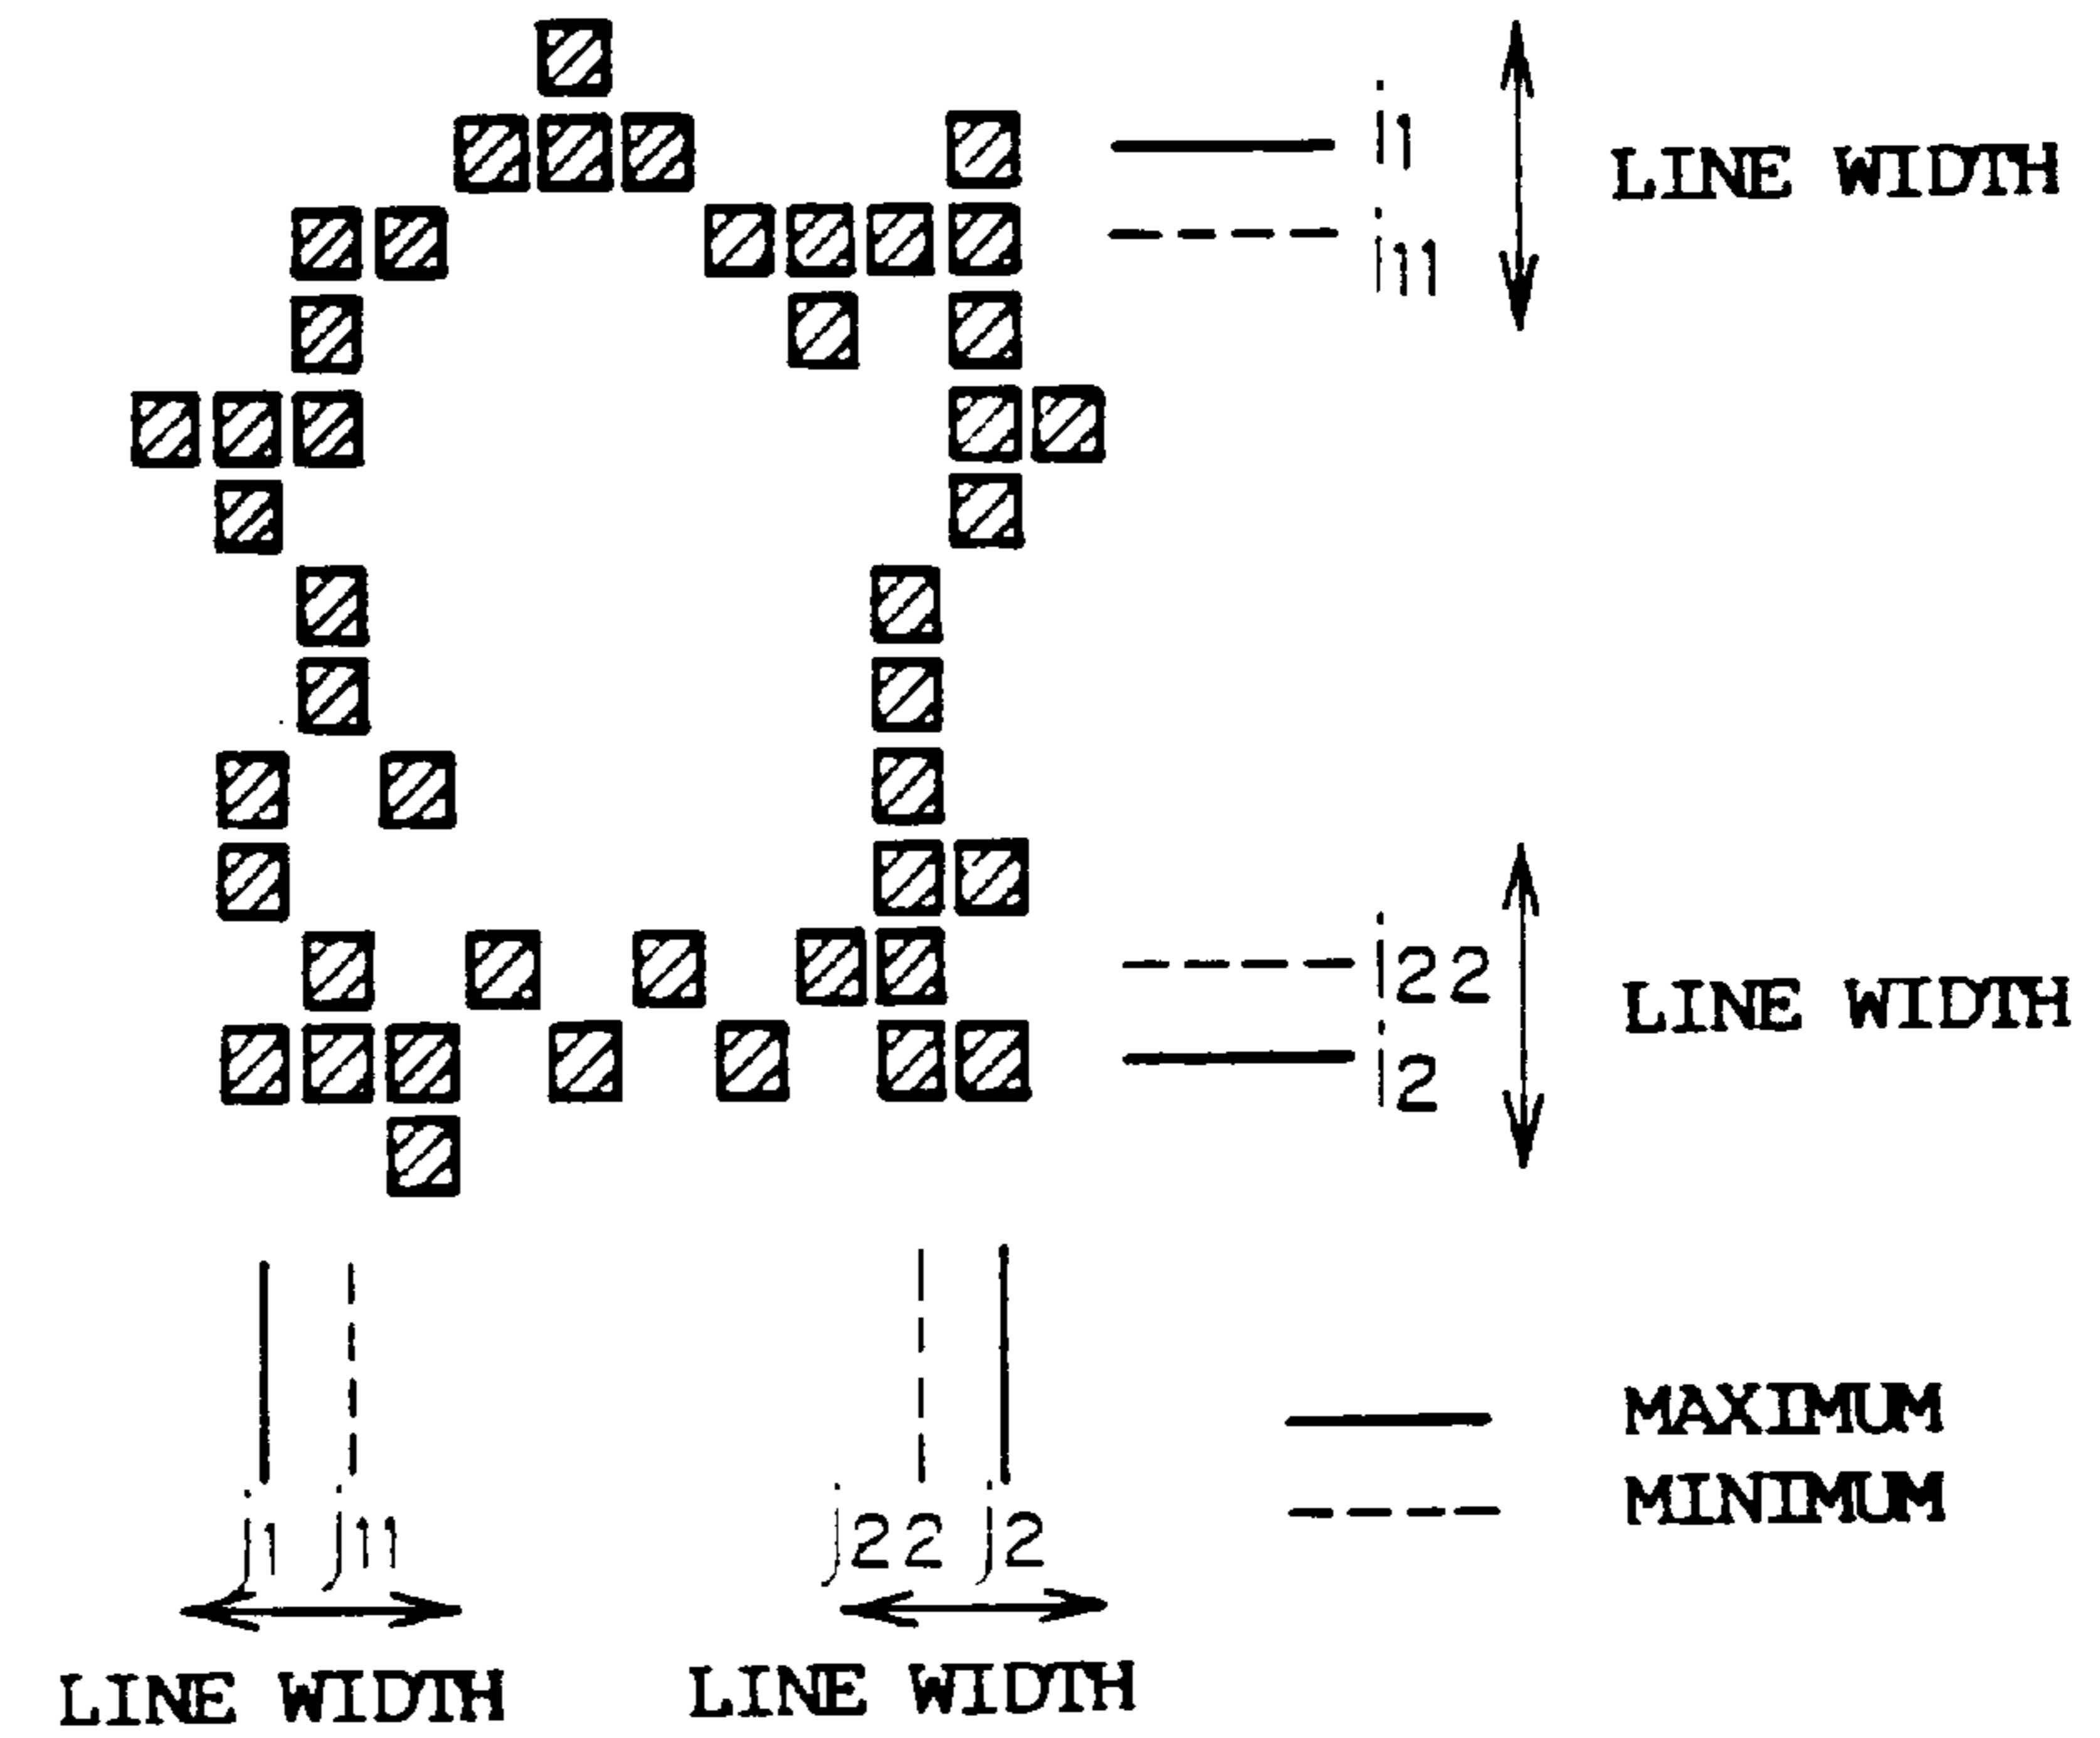 i1
LINE WIDTH
i11
i22
LINE WIDTH
i2
MAXIMUM
MINIMUM
j1 j11 j22 j2
LINE WIDTH LINE WIDTH